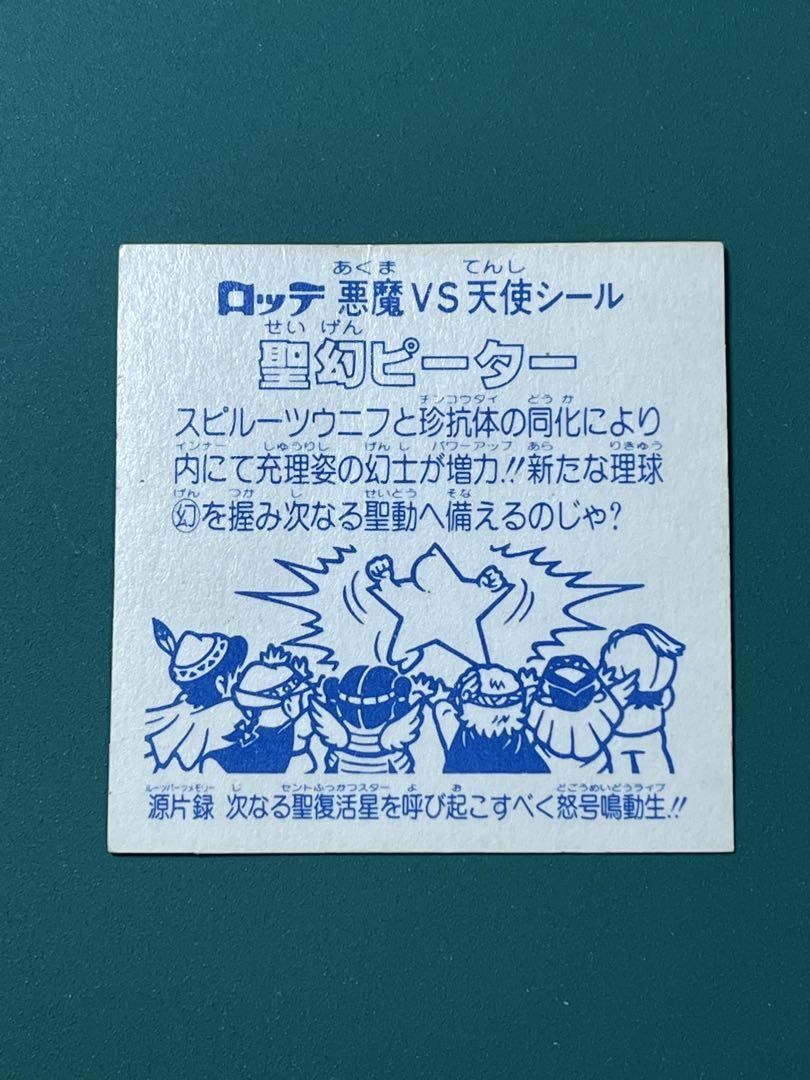 あくま てんし
ロッテ 悪魔VS天使シール
せい げん
聖幻ピーター
チンコウタイ どうか
スピルーツゥニフと珍抗体の同化により
インナー しゅうりし げんし パワーアップ あら りきゅう
内にて充理姿の幻士が増力!!新たな理球
げん つか じ せいどう そな
幻を握み次なる聖動へ備えるのじゃ?
ルーツパーツメモリー じ セントふっかつスター よ お どごうめいどうライブ
源片録 次なる聖復活星を呼び起こすべく怒号鳴動生!!